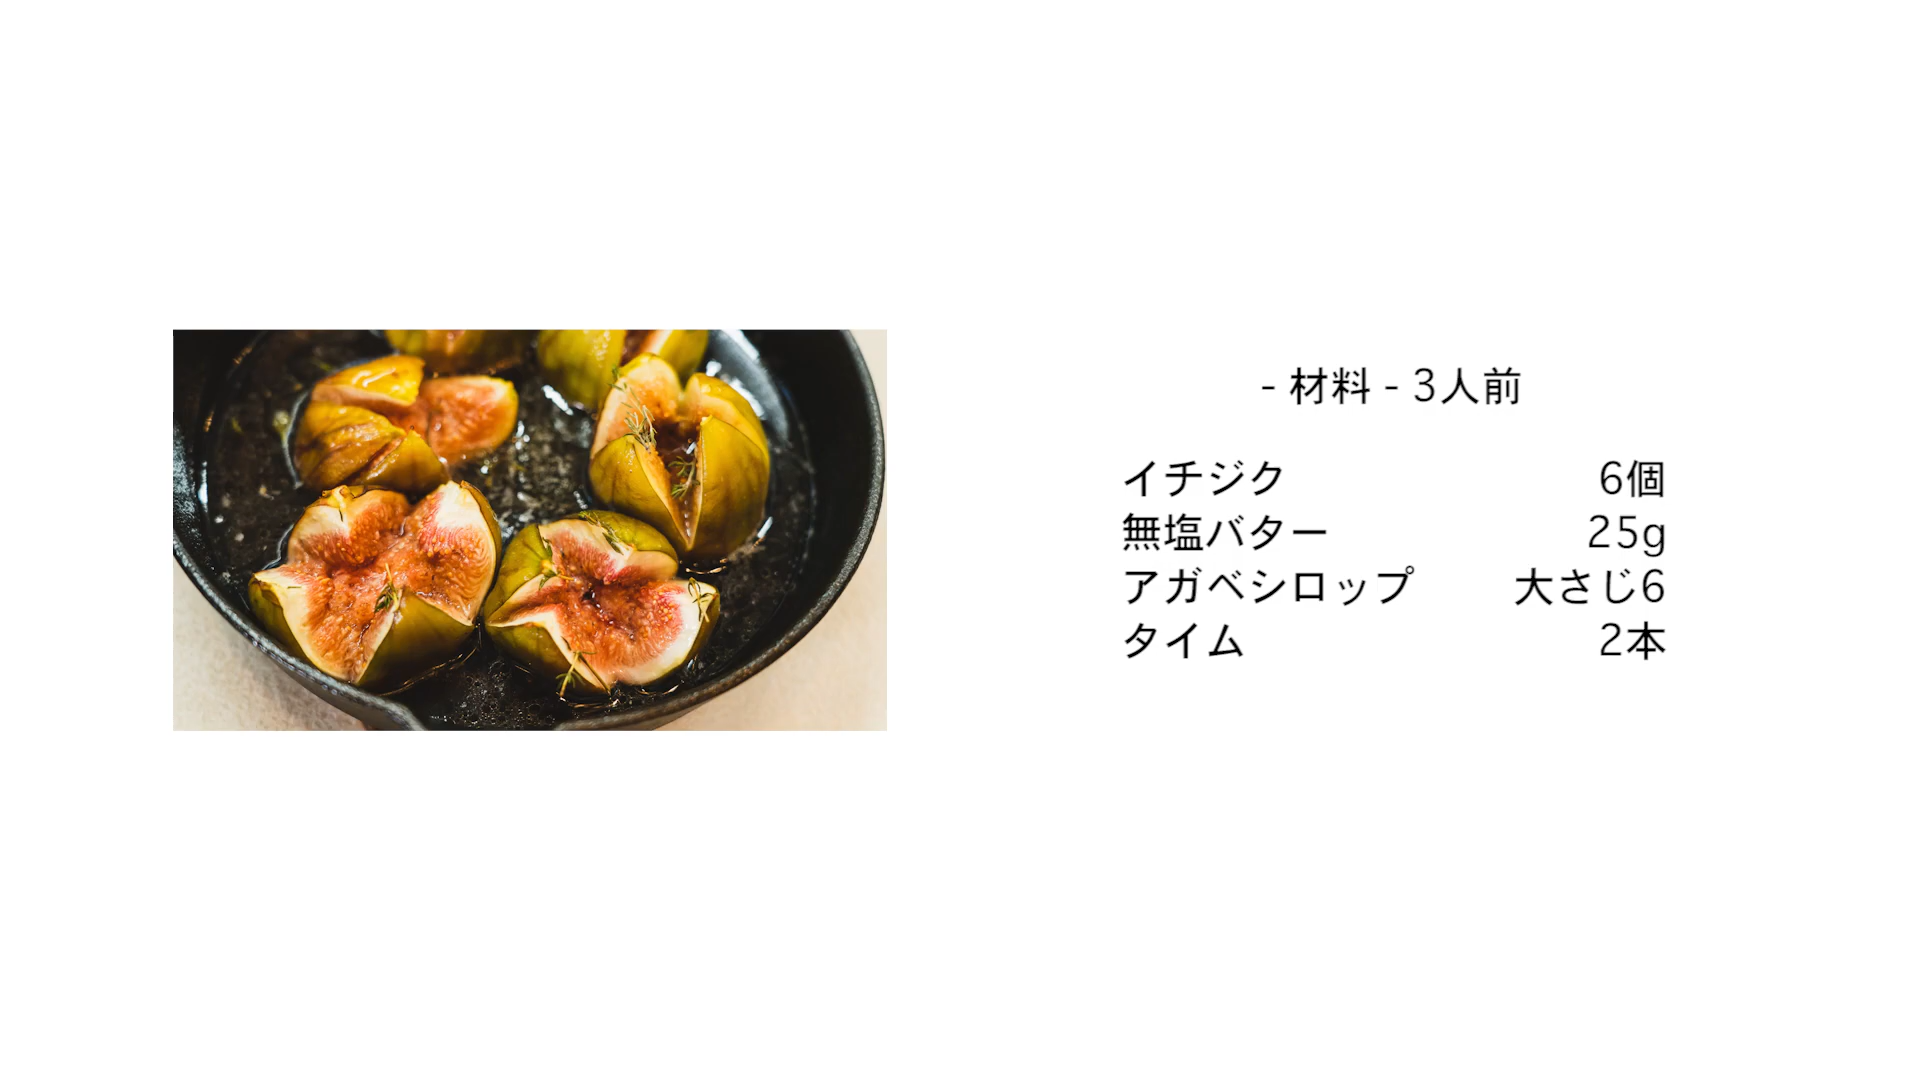 - 材料 - 3人前
イチジク 6個
無塩バター 25g
アガベシロップ 大さじ6
タイム 2本